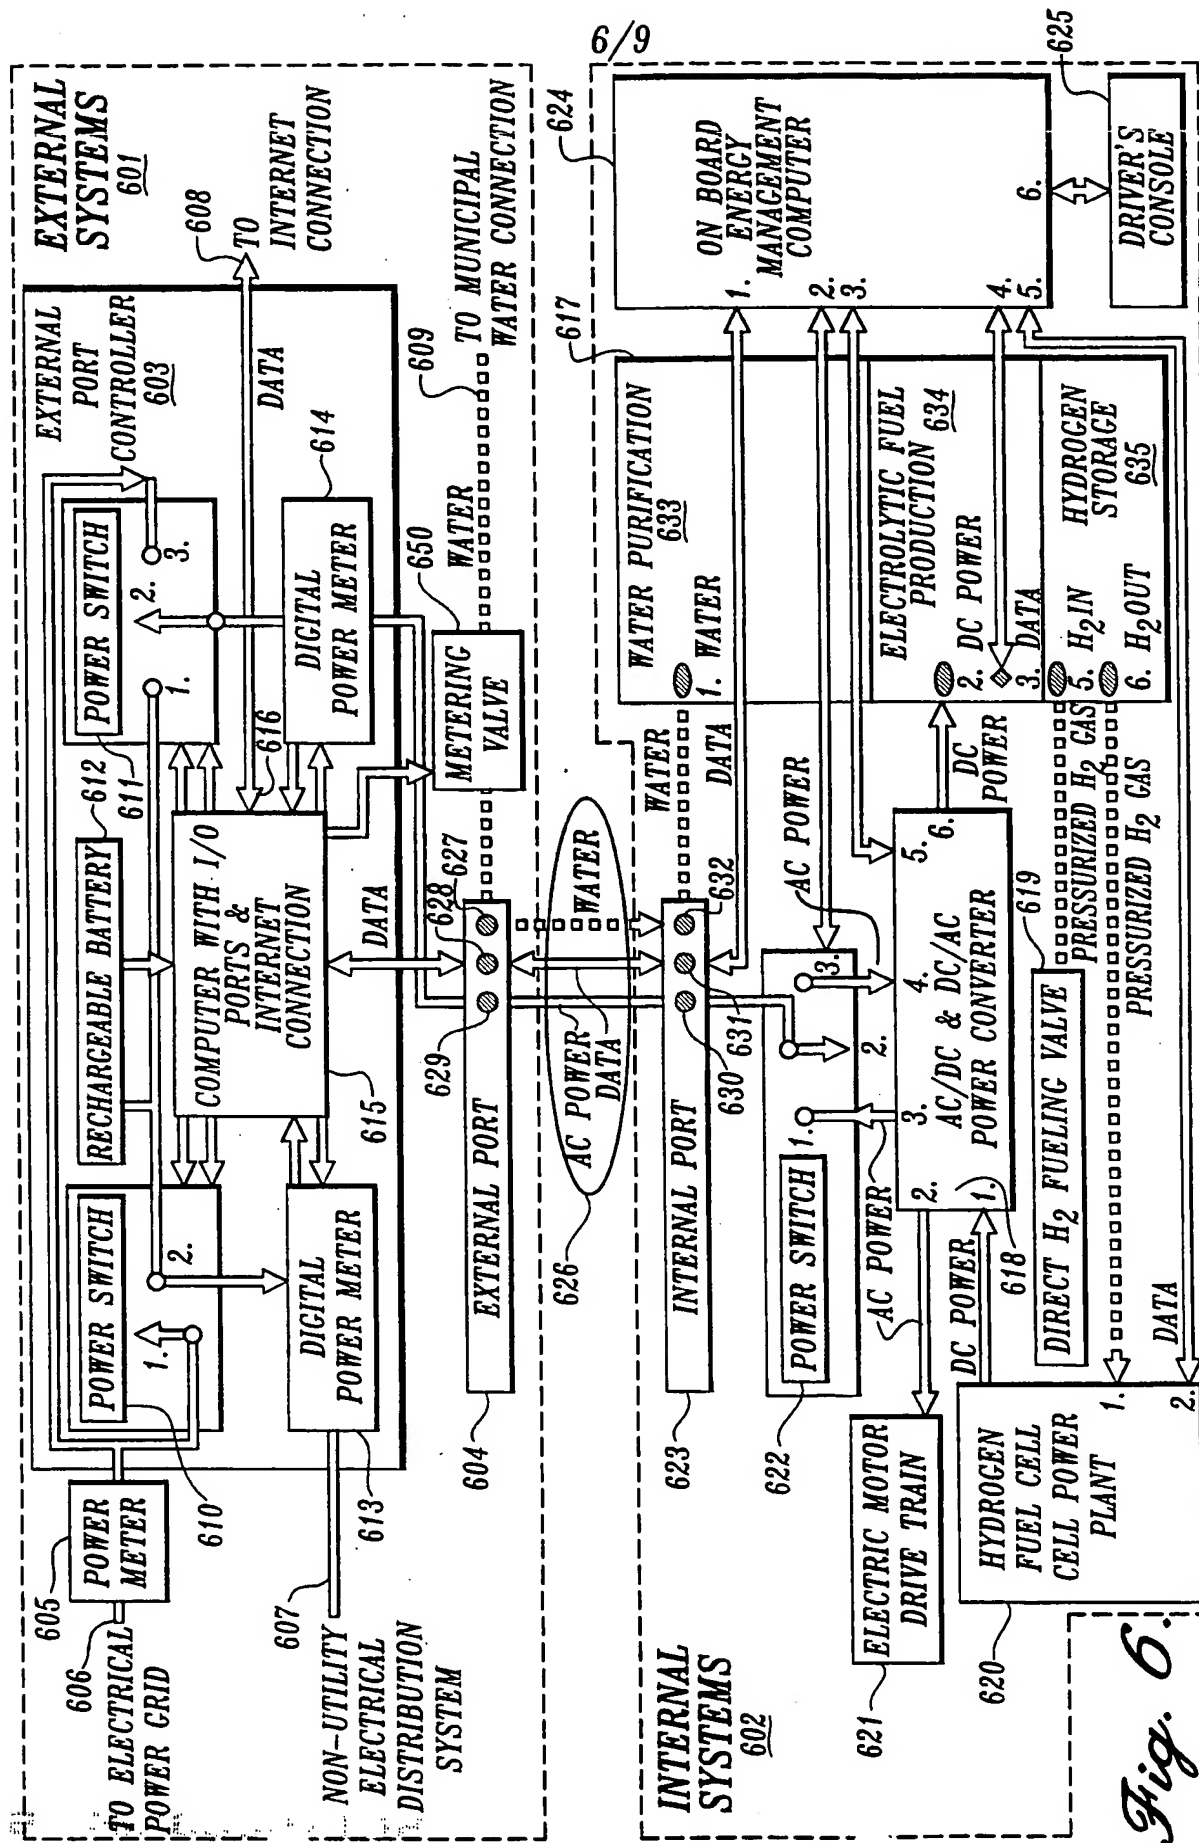 6/9
EXTERNAL
SYSTEMS
601
TO ELECTRICAL
POWER GRID
606
605
POWER
METER
NON-UTILITY
ELECTRICAL
DISTRIBUTION
SYSTEM
607
EXTERNAL
PORT
CONTROLLER
603
POWER SWITCH
1.
2.
610
RECHARGEABLE BATTERY
612
611
POWER SWITCH
1.
2.
3.
DIGITAL
POWER METER
613
COMPUTER WITH I/O
PORTS &
INTERNET
CONNECTION
615
616
DIGITAL
POWER METER
614
DATA
608
TO
INTERNET
CONNECTION
DATA
650
METERING
VALVE
WATER
609
TO MUNICIPAL
WATER CONNECTION
604
EXTERNAL PORT
629
628
627
AC POWER
DATA
WATER
626
INTERNAL
SYSTEMS
602
623
INTERNAL PORT
630
631
632
WATER
DATA
622
POWER SWITCH
1.
2.
3.
AC POWER
AC POWER
621
ELECTRIC MOTOR
DRIVE TRAIN
AC/DC & DC/AC
POWER CONVERTER
1.
2.
3.
4.
5.
6.
618
DC POWER
DC
POWER
619
DIRECT H2 FUELING VALVE
PRESSURIZED H2 GAS
PRESSURIZED H2 GAS
DATA
620
HYDROGEN
FUEL CELL
CELL POWER
PLANT
1.
2.
617
WATER PURIFICATION
633
1. WATER
ELECTROLYTIC FUEL
PRODUCTION 634
2. DC POWER
3. DATA
HYDROGEN
STORAGE
635
5. H2IN
6. H2OUT
624
ON BOARD
ENERGY
MANAGEMENT
COMPUTER
1.
2.
3.
4.
5.
6.
625
DRIVER'S
CONSOLE
Fig. 6.